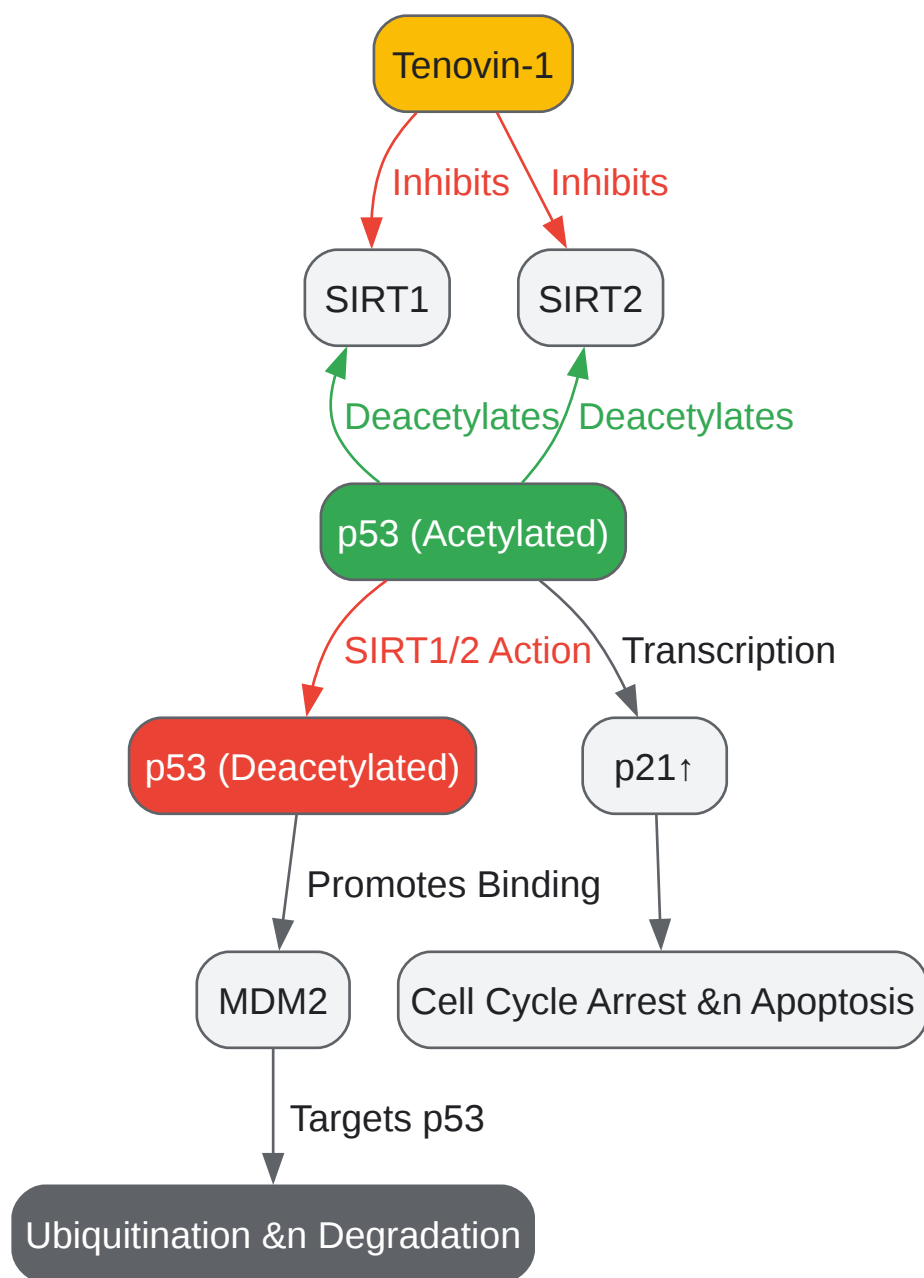 Tenovin-1
Inhibits Inhibits
SIRT1 SIRT2
Deacetylates Deacetylates
p53 (Acetylated)
SIRT1/2 Action Transcription
p53 (Deacetylated) p21↑
Promotes Binding
MDM2 Cell Cycle Arrest &n Apoptosis
Targets p53
Ubiquitination &n Degradation